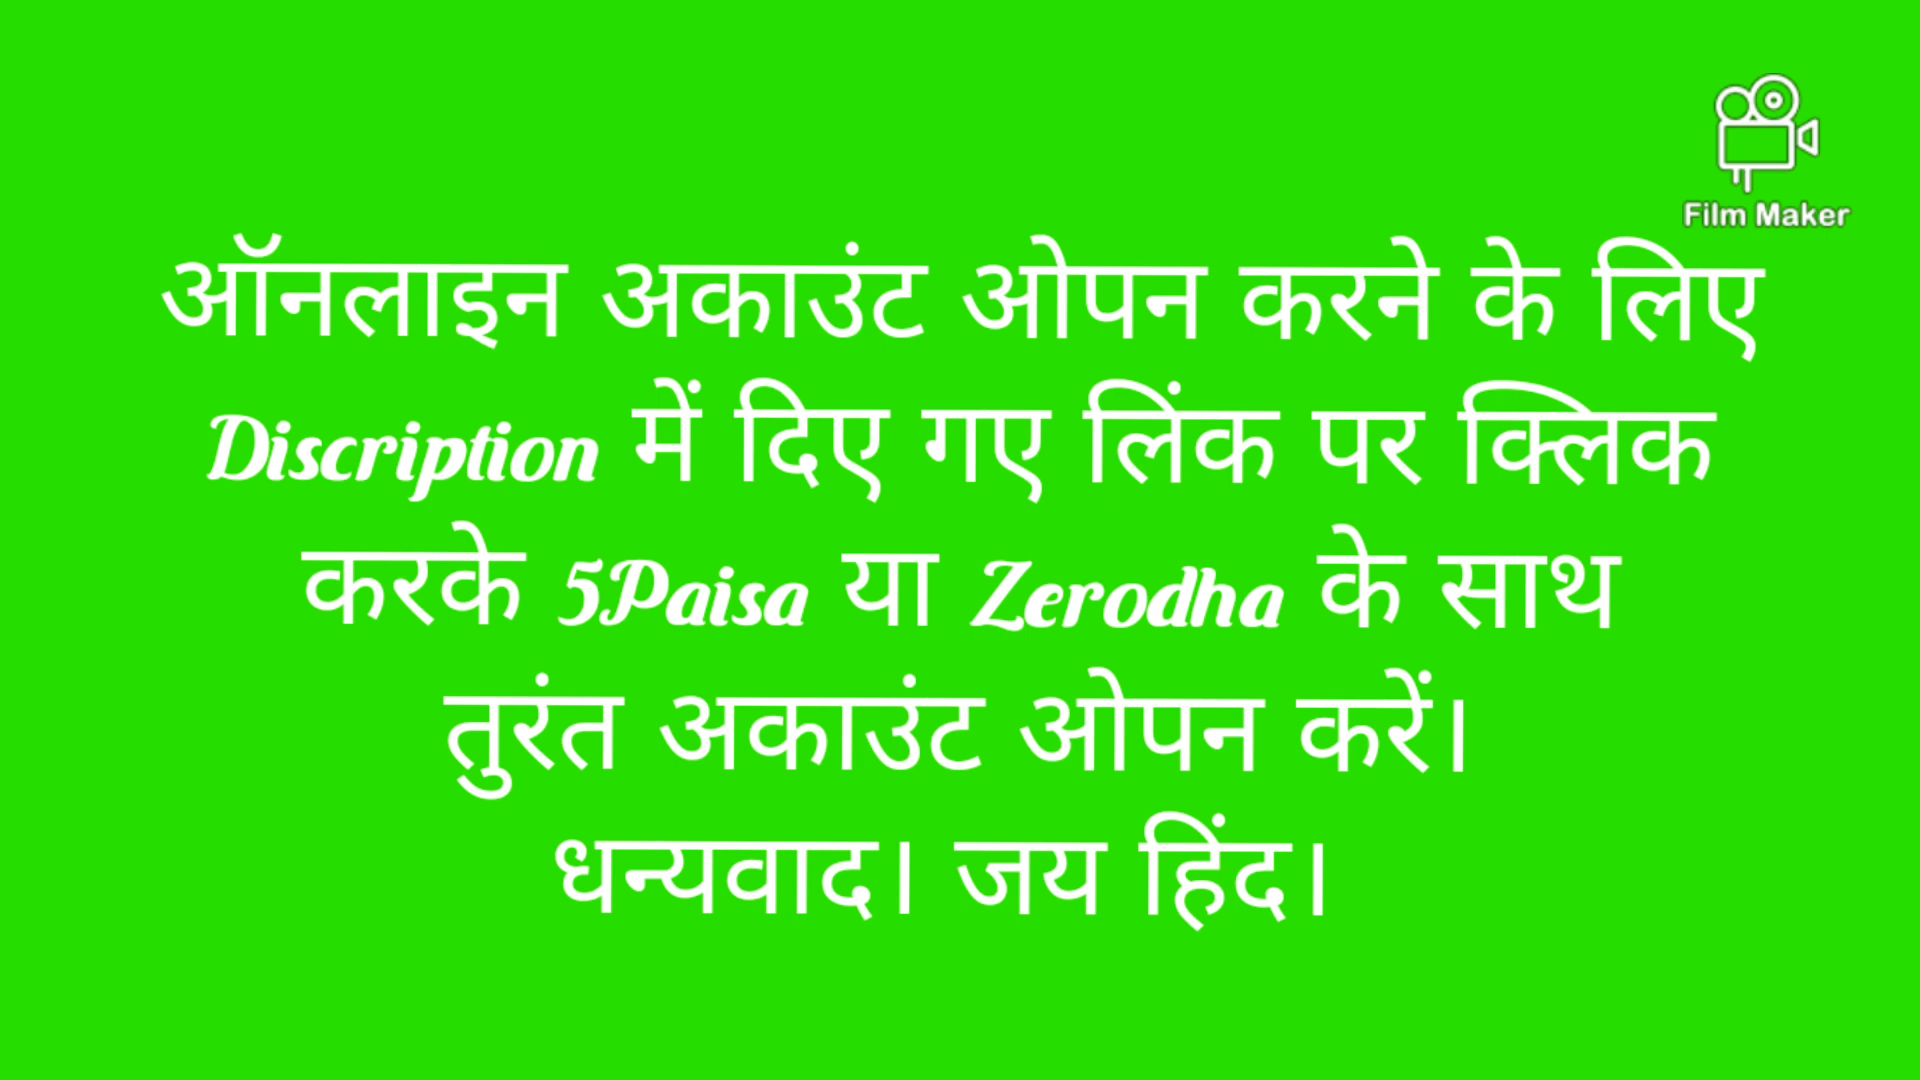 Film Maker
ऑनलाइन अकाउंट ओपन करने के लिए
Discription में दिए गए लिंक पर क्लिक
करके 5Paisa या Zerodha के साथ
तुरंत अकाउंट ओपन करें।
धन्यवाद। जय हिंद।